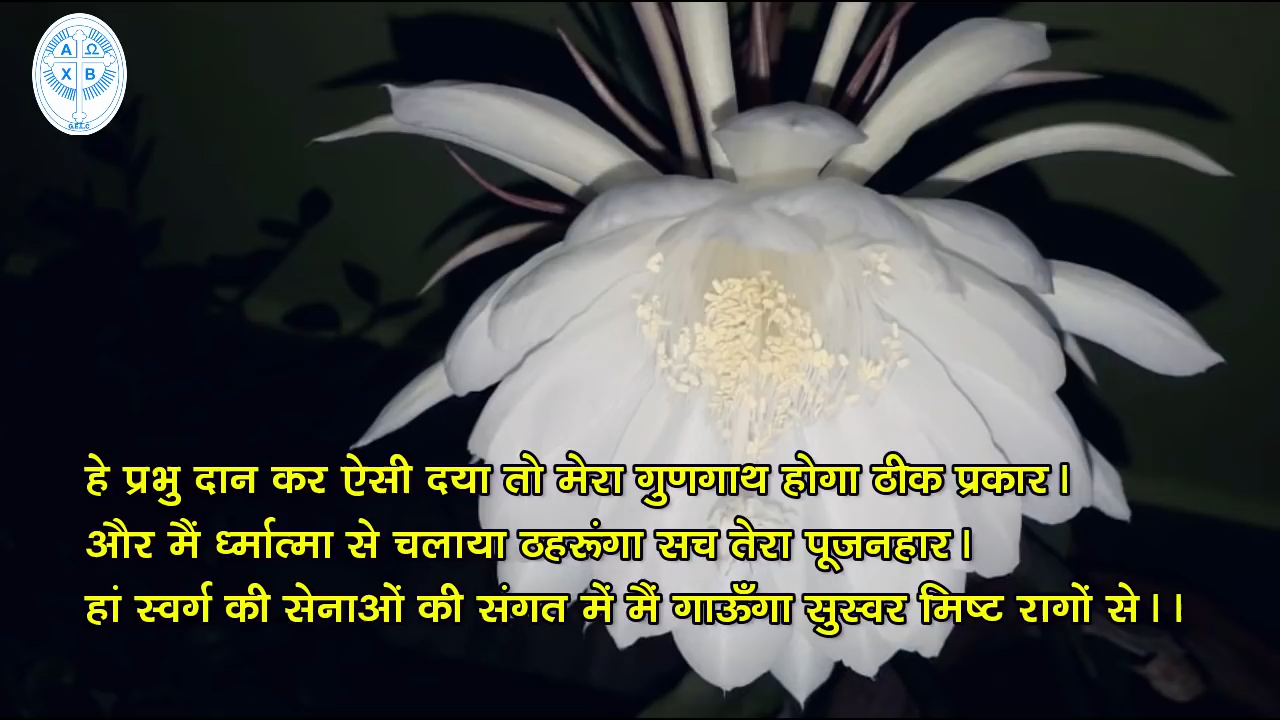 Α Ω
Χ Β
G.E.L.C
हे प्रभु दान कर ऐसी दया तो मेरा गुणगाथ होगा ठीक प्रकार।
और मैं र्ध्मात्मा से चलाया ठहरूंगा सच तेरा पूजनहार।
हां स्वर्ग की सेनाओं की संगत में मैं गाऊँगा सुस्वर मिष्ट रागों से।।